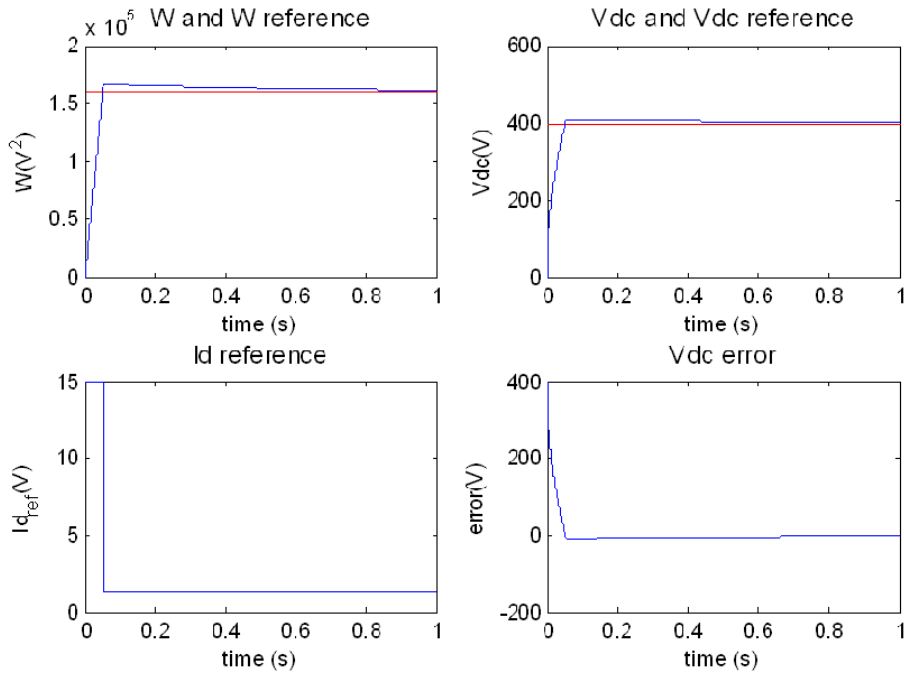 W and W reference
× 10⁵
2
1.5
1
0.5
0
W(V²)
0 0.2 0.4 0.6 0.8 1
time (s)
Vdc and Vdc reference
600
400
200
0
Vdc(V)
0 0.2 0.4 0.6 0.8 1
time (s)
Id reference
15
10
5
0
Id_ref(V)
0 0.2 0.4 0.6 0.8 1
time (s)
Vdc error
400
200
0
-200
error(V)
0 0.2 0.4 0.6 0.8 1
time (s)